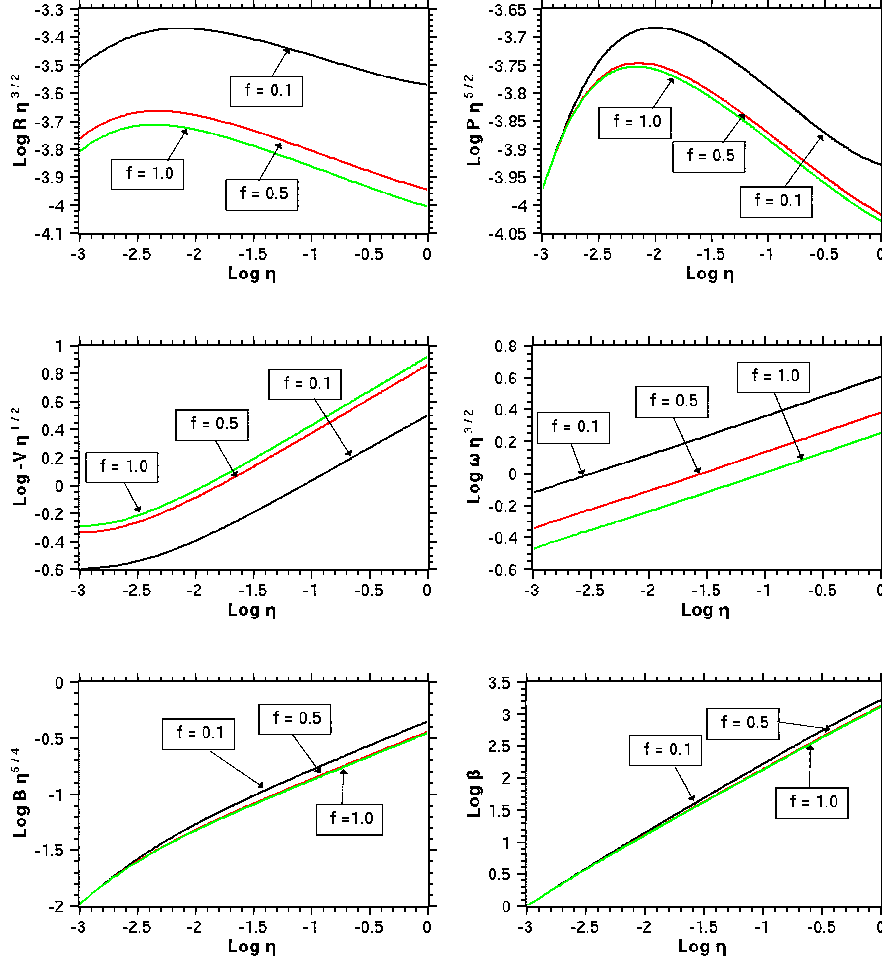 -3.3
-3.4
-3.5
-3.6
-3.7
-3.8
-3.9
-4
-4.1
Log R η 3/2
f = 0.1
f = 1.0
f = 0.5
-3 -2.5 -2 -1.5 -1 -0.5 0
Log η
-3.65
-3.7
-3.75
-3.8
-3.85
-3.9
-3.95
-4
-4.05
Log P η 5/2
f = 1.0
f = 0.5
f = 0.1
-3 -2.5 -2 -1.5 -1 -0.5 0
Log η
1
0.8
0.6
0.4
0.2
0
-0.2
-0.4
-0.6
Log -V η 1/2
f = 0.1
f = 0.5
f = 1.0
-3 -2.5 -2 -1.5 -1 -0.5 0
Log η
0.8
0.6
0.4
0.2
0
-0.2
-0.4
-0.6
Log ω η 3/2
f = 1.0
f = 0.5
f = 0.1
-3 -2.5 -2 -1.5 -1 -0.5 0
Log η
0
-0.5
-1
-1.5
-2
Log B η 5/4
f = 0.1
f = 0.5
f =1.0
-3 -2.5 -2 -1.5 -1 -0.5 0
Log η
3.5
3
2.5
2
1.5
1
0.5
0
Log β
f = 0.5
f = 0.1
f = 1.0
-3 -2.5 -2 -1.5 -1 -0.5 0
Log η